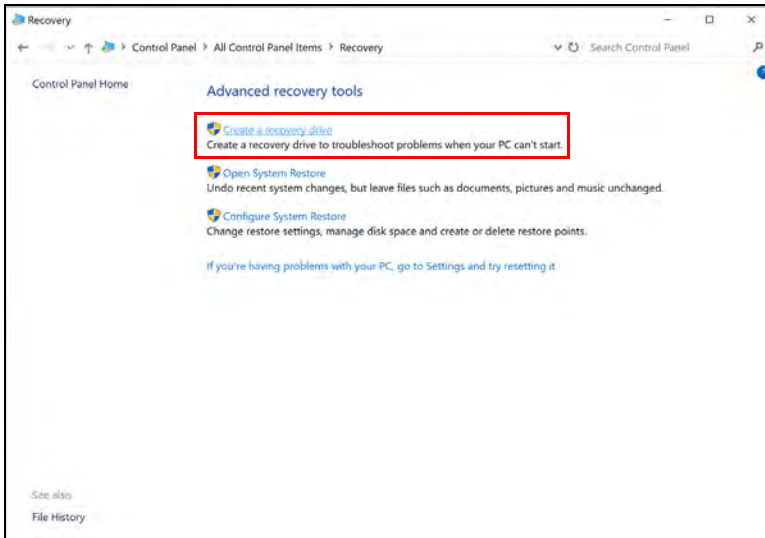 Recovery
Control Panel > All Control Panel Items > Recovery
Search Control Panel
Control Panel Home
Advanced recovery tools
Create a recovery drive
Create a recovery drive to troubleshoot problems when your PC can't start.
Open System Restore
Undo recent system changes, but leave files such as documents, pictures and music unchanged.
Configure System Restore
Change restore settings, manage disk space and create or delete restore points.
If you're having problems with your PC, go to Settings and try resetting it
See also
File History